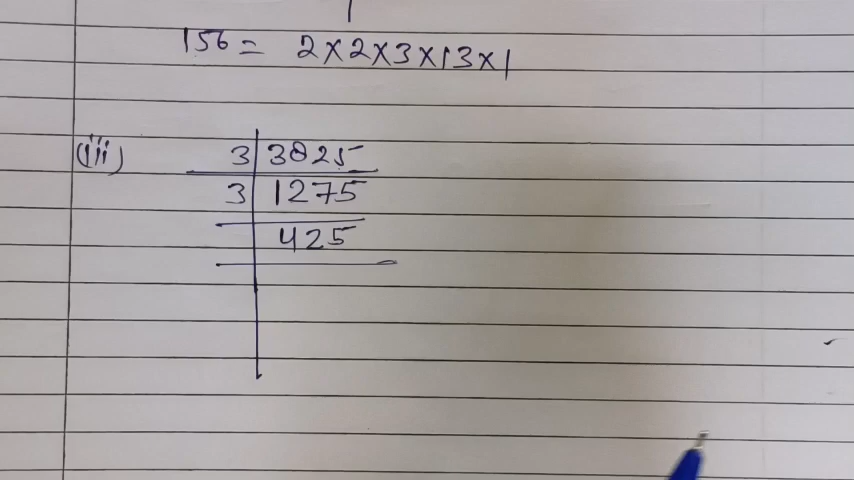 156 = 2×2×3×13×1
(iii) 3 | 3825
3 | 1275
425